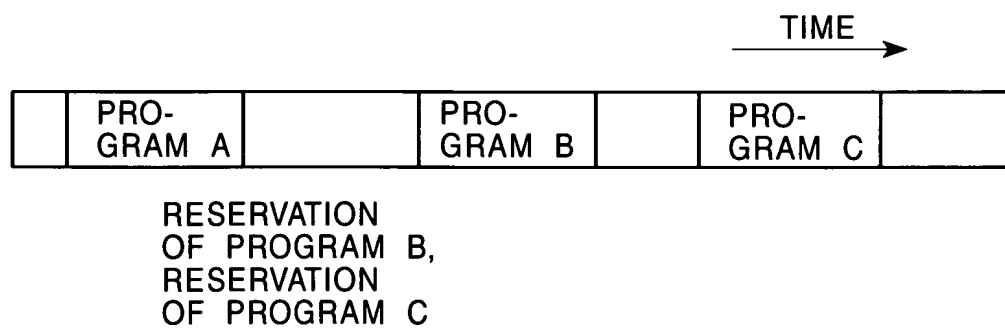 TIME
PRO-
GRAM A
PRO-
GRAM B
PRO-
GRAM C
RESERVATION
OF PROGRAM B,
RESERVATION
OF PROGRAM C